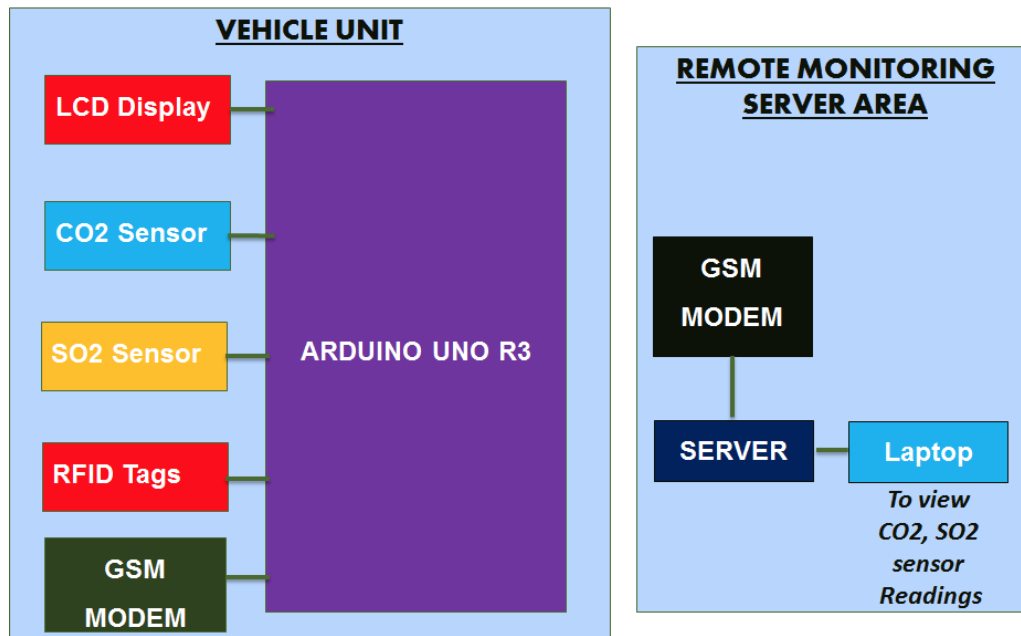 VEHICLE UNIT
LCD Display
CO2 Sensor
SO2 Sensor
RFID Tags
GSM
MODEM
ARDUINO UNO R3
REMOTE MONITORING
SERVER AREA
GSM
MODEM
SERVER
Laptop
To view
CO2, SO2
sensor
Readings